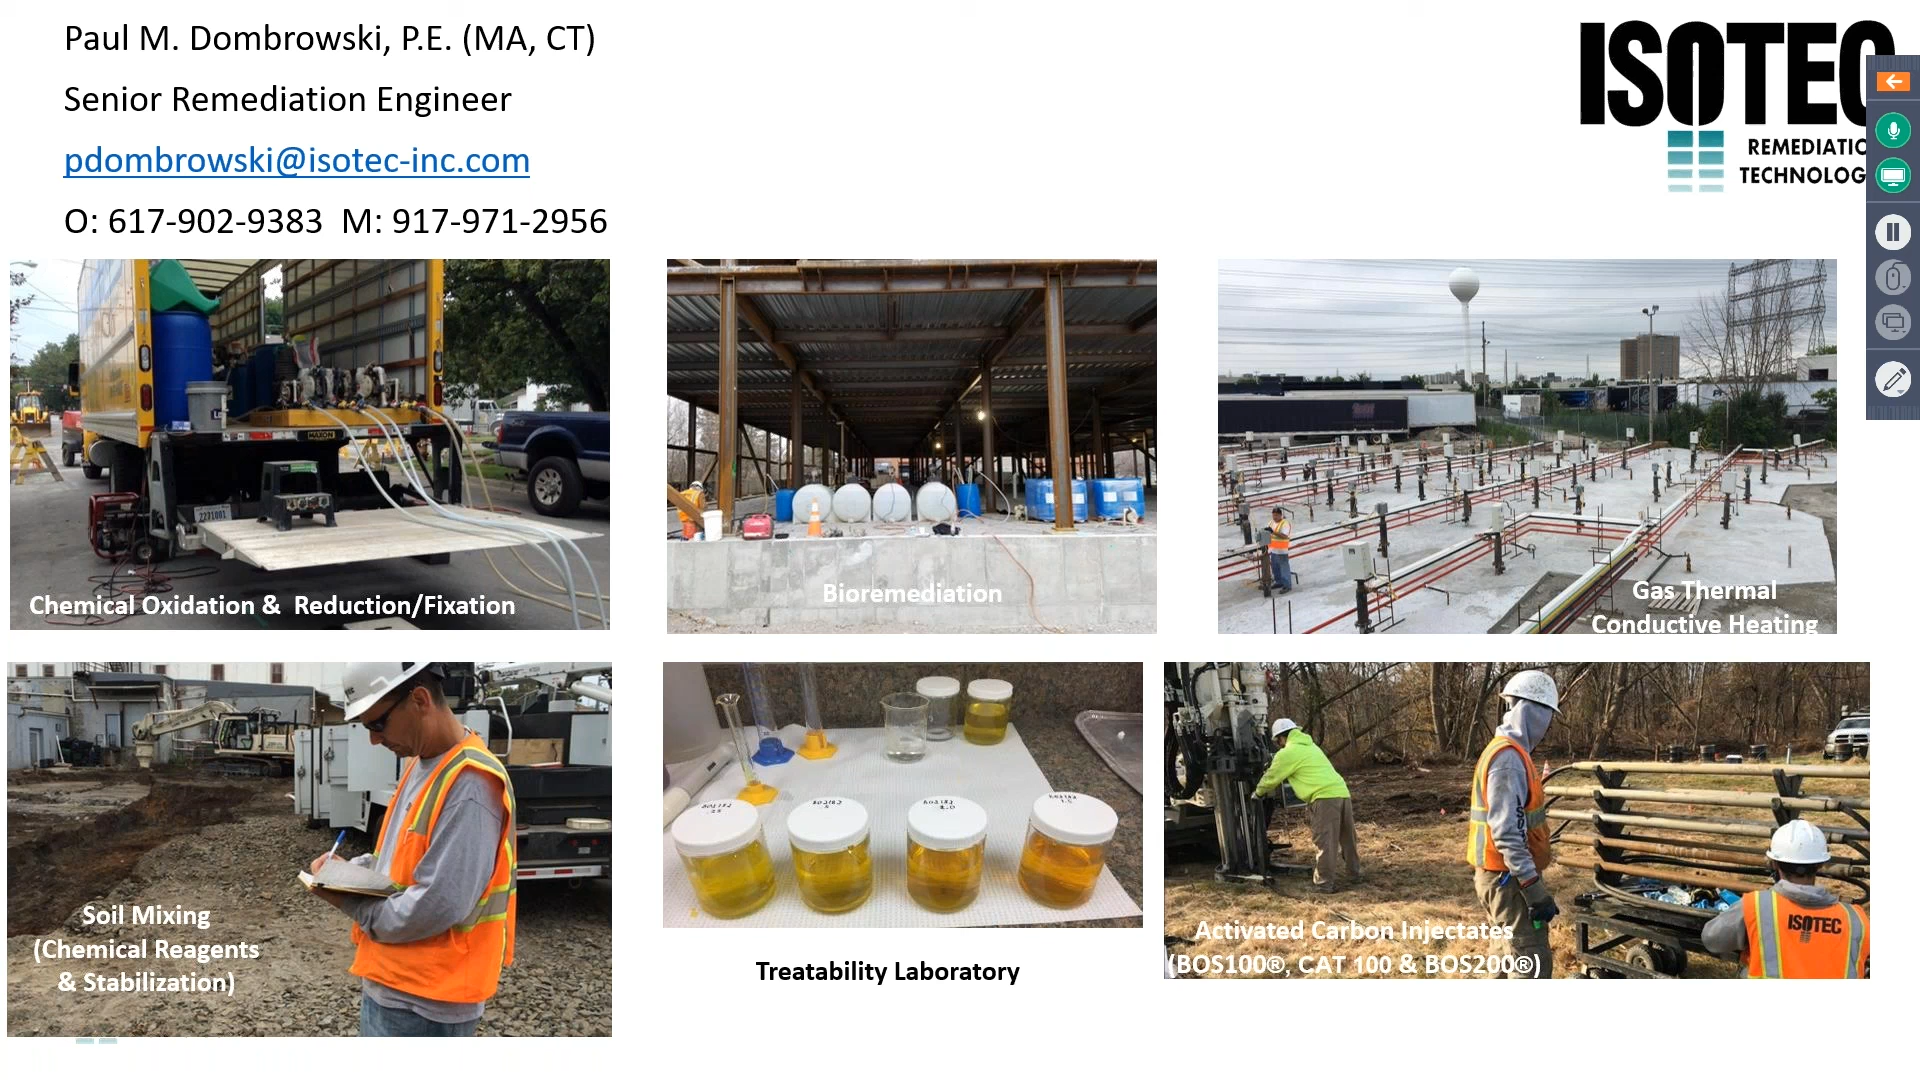 Paul M. Dombrowski, P.E. (MA, CT)
Senior Remediation Engineer
pdombrowski@isotec-inc.com
O: 617-902-9383 M: 917-971-2956
ISOTEC
Chemical Oxidation & Reduction/Fixation
Bioremediation
Gas Thermal
Conductive Heating
Soil Mixing
(Chemical Reagents
& Stabilization)
Treatability Laboratory
Activated Carbon Injectates
(BOS100®, CAT 100 & BOS200®)
ISOTEC
MAXON